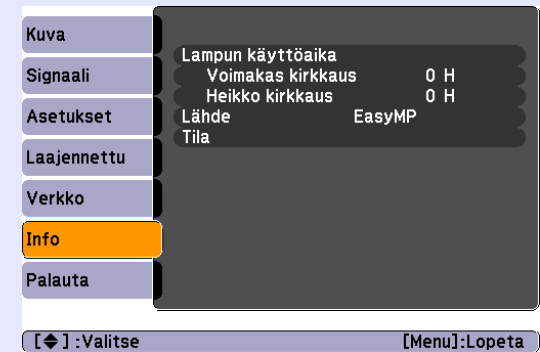 Kuva
Signaali
Asetukset
Laajennettu
Verkko
Info
Palauta
Lampun käyttöaika
Voimakas kirkkaus 0 H
Heikko kirkkaus 0 H
Lähde EasyMP
Tila
[◆] :Valitse [Menu]:Lopeta